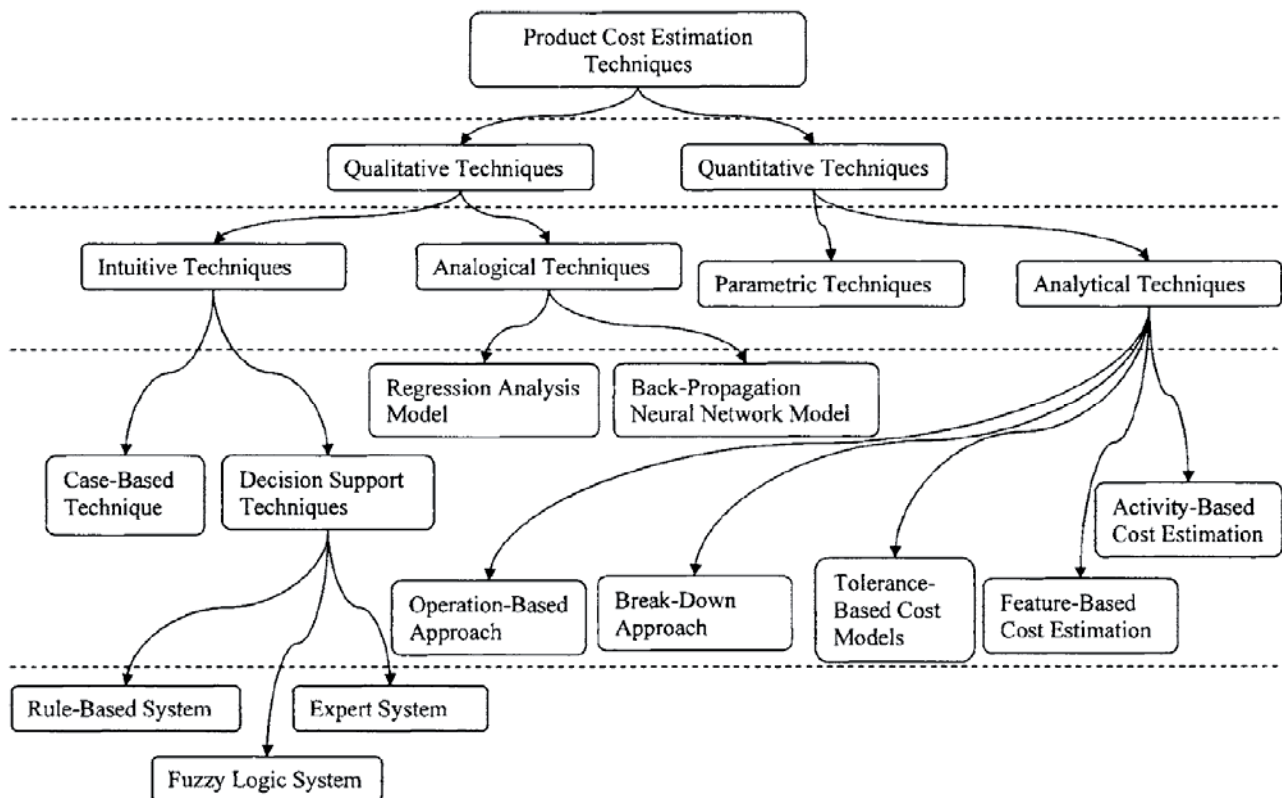 Product Cost Estimation
Techniques
Qualitative Techniques
Quantitative Techniques
Intuitive Techniques
Analogical Techniques
Parametric Techniques
Analytical Techniques
Regression Analysis
Model
Back-Propagation
Neural Network Model
Case-Based
Technique
Decision Support
Techniques
Activity-Based
Cost Estimation
Operation-Based
Approach
Break-Down
Approach
Tolerance-
Based Cost
Models
Feature-Based
Cost Estimation
Rule-Based System
Expert System
Fuzzy Logic System